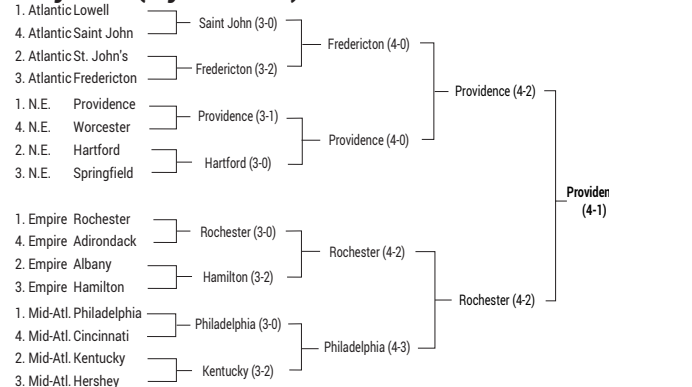 1. Atlantic Lowell
4. Atlantic Saint John
2. Atlantic St. John's
3. Atlantic Fredericton
1. N.E. Providence
4. N.E. Worcester
2. N.E. Hartford
3. N.E. Springfield
1. Empire Rochester
4. Empire Adirondack
2. Empire Albany
3. Empire Hamilton
1. Mid-Atl. Philadelphia
4. Mid-Atl. Cincinnati
2. Mid-Atl. Kentucky
3. Mid-Atl. Hershey
Saint John (3-0)
Fredericton (3-2)
Providence (3-1)
Hartford (3-0)
Rochester (3-0)
Hamilton (3-2)
Philadelphia (3-0)
Kentucky (3-2)
Fredericton (4-0)
Providence (4-0)
Rochester (4-2)
Philadelphia (4-3)
Providence (4-2)
Rochester (4-2)
Providen
(4-1)